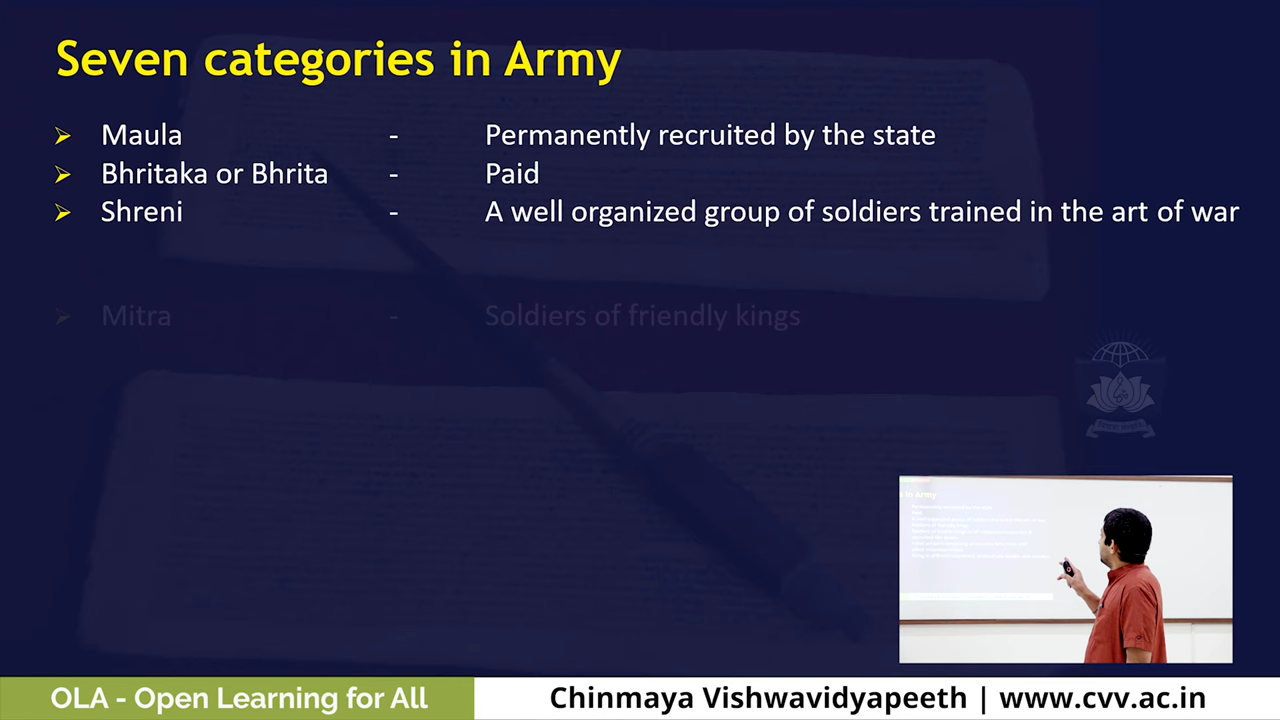 Seven categories in Army
➢ Maula - Permanently recruited by the state
➢ Bhritaka or Bhrita - Paid
➢ Shreni - A well organized group of soldiers trained in the art of war
➢ Mitra - Soldiers of friendly kings
s in Army
OLA - Open Learning for All
Chinmaya Vishwavidyapeeth | www.cvv.ac.in